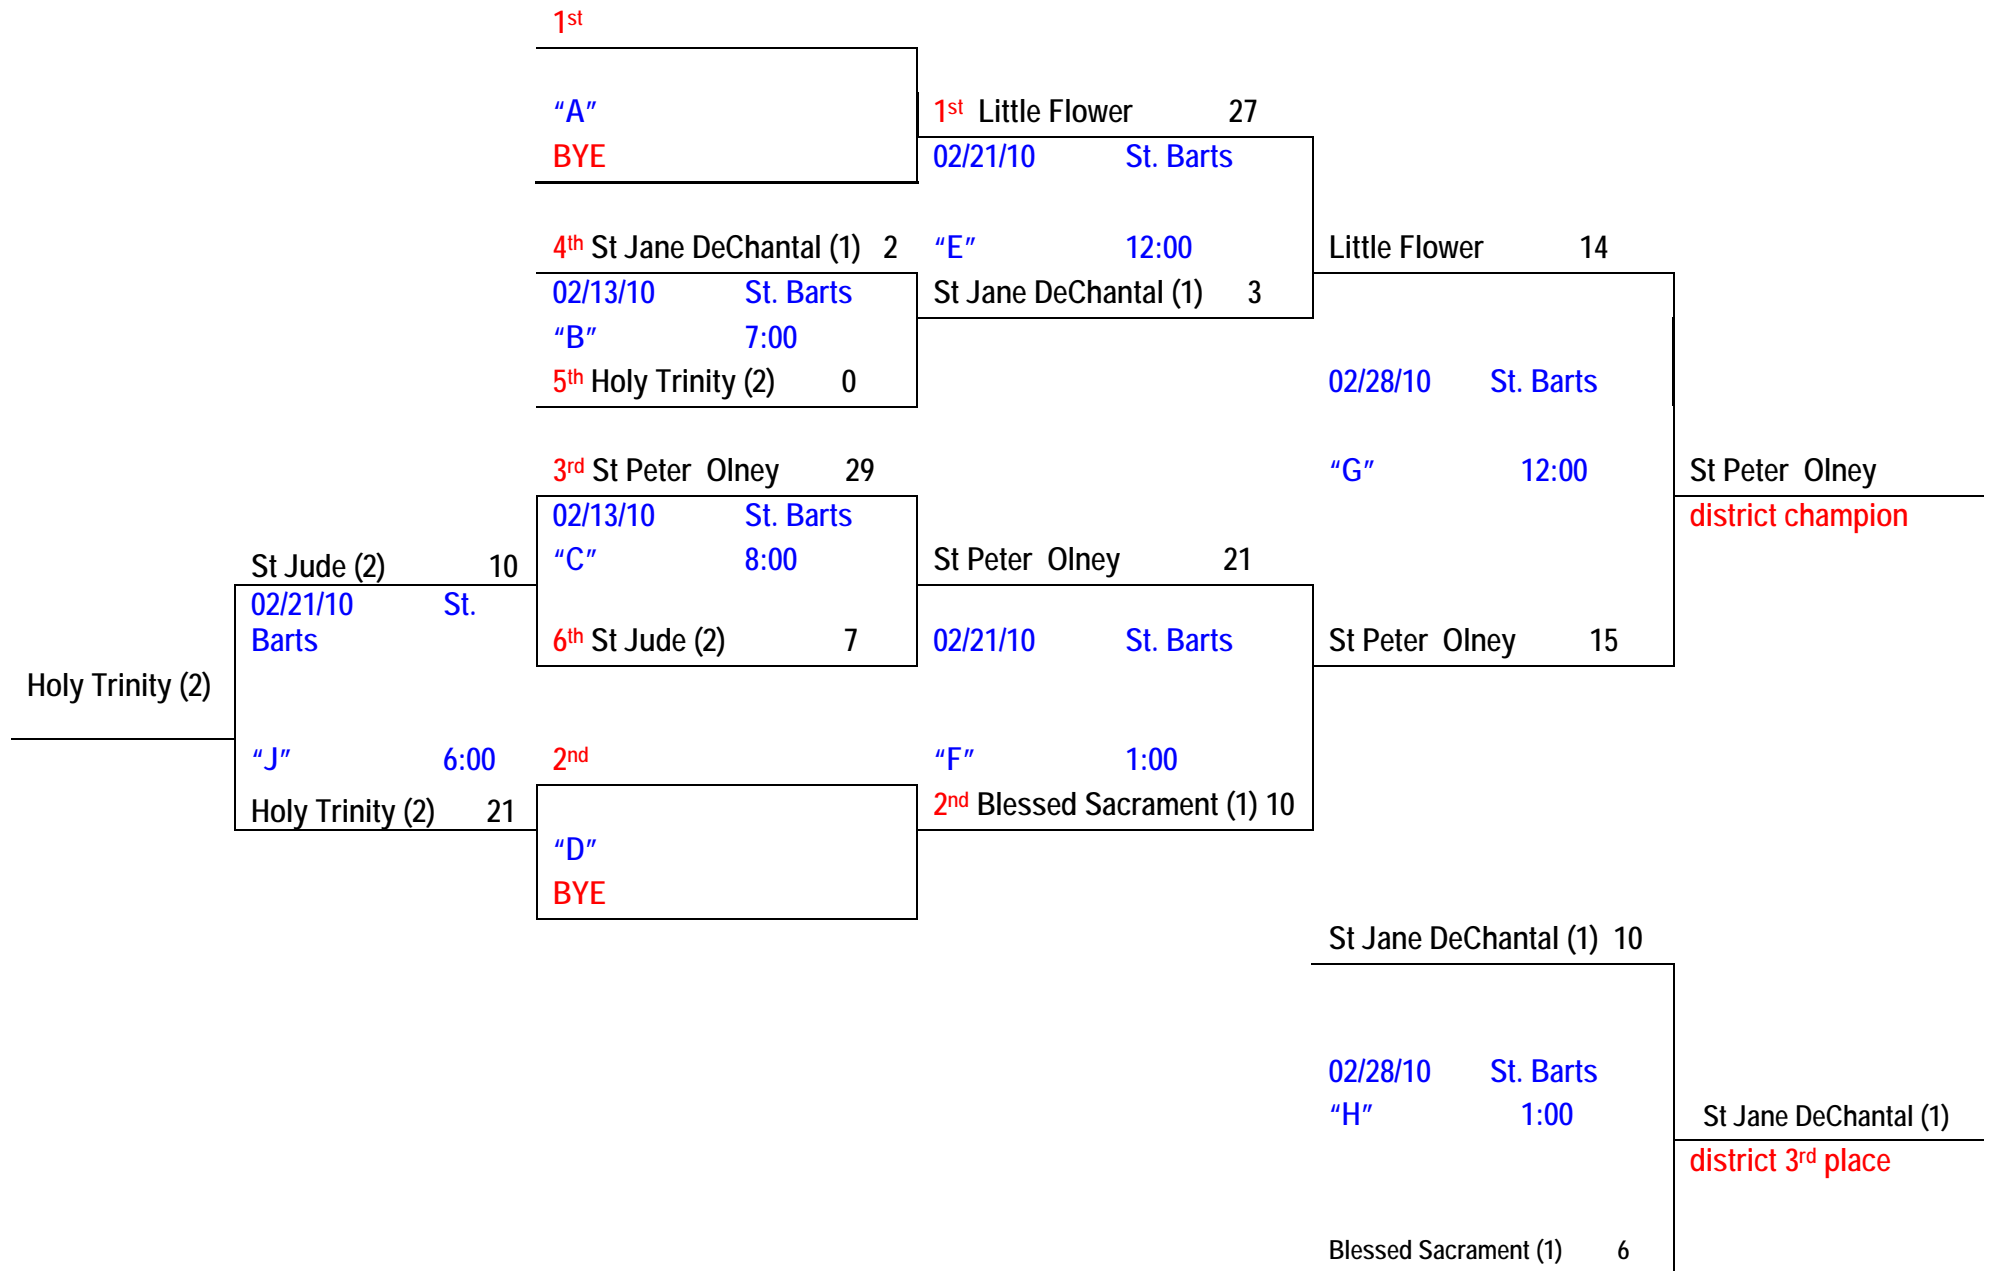 1st
"A"
1st Little Flower 27
BYE
02/21/10 St. Barts
4th St Jane DeChantal (1) 2
"E" 12:00
Little Flower 14
02/13/10 St. Barts
St Jane DeChantal (1) 3
"B" 7:00
5th Holy Trinity (2) 0
02/28/10 St. Barts
3rd St Peter Olney 29
"G" 12:00
St Peter Olney
02/13/10 St. Barts
district champion
St Jude (2) 10
"C" 8:00
St Peter Olney 21
02/21/10 St.
Barts
6th St Jude (2) 7
02/21/10 St. Barts
St Peter Olney 15
Holy Trinity (2)
"J" 6:00
2nd
"F" 1:00
Holy Trinity (2) 21
2nd Blessed Sacrament (1) 10
"D"
BYE
St Jane DeChantal (1) 10
02/28/10 St. Barts
"H" 1:00
St Jane DeChantal (1)
district 3rd place
Blessed Sacrament (1) 6